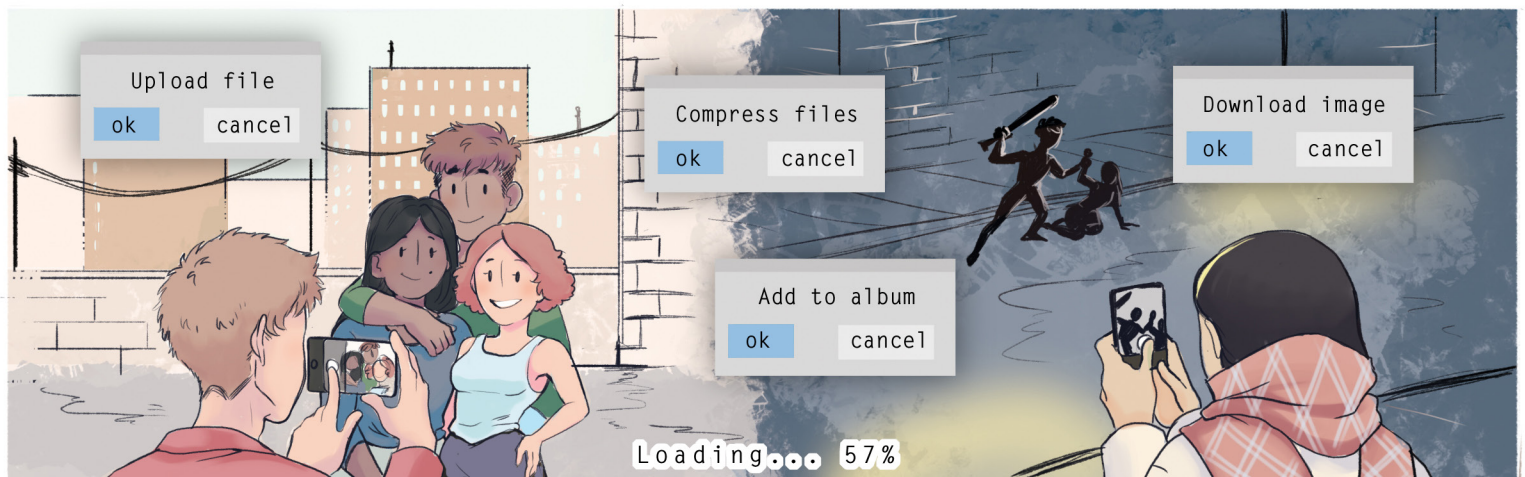 Upload file
ok cancel
Compress files
ok cancel
Download image
ok cancel
Add to album
ok cancel
Loading... 57%